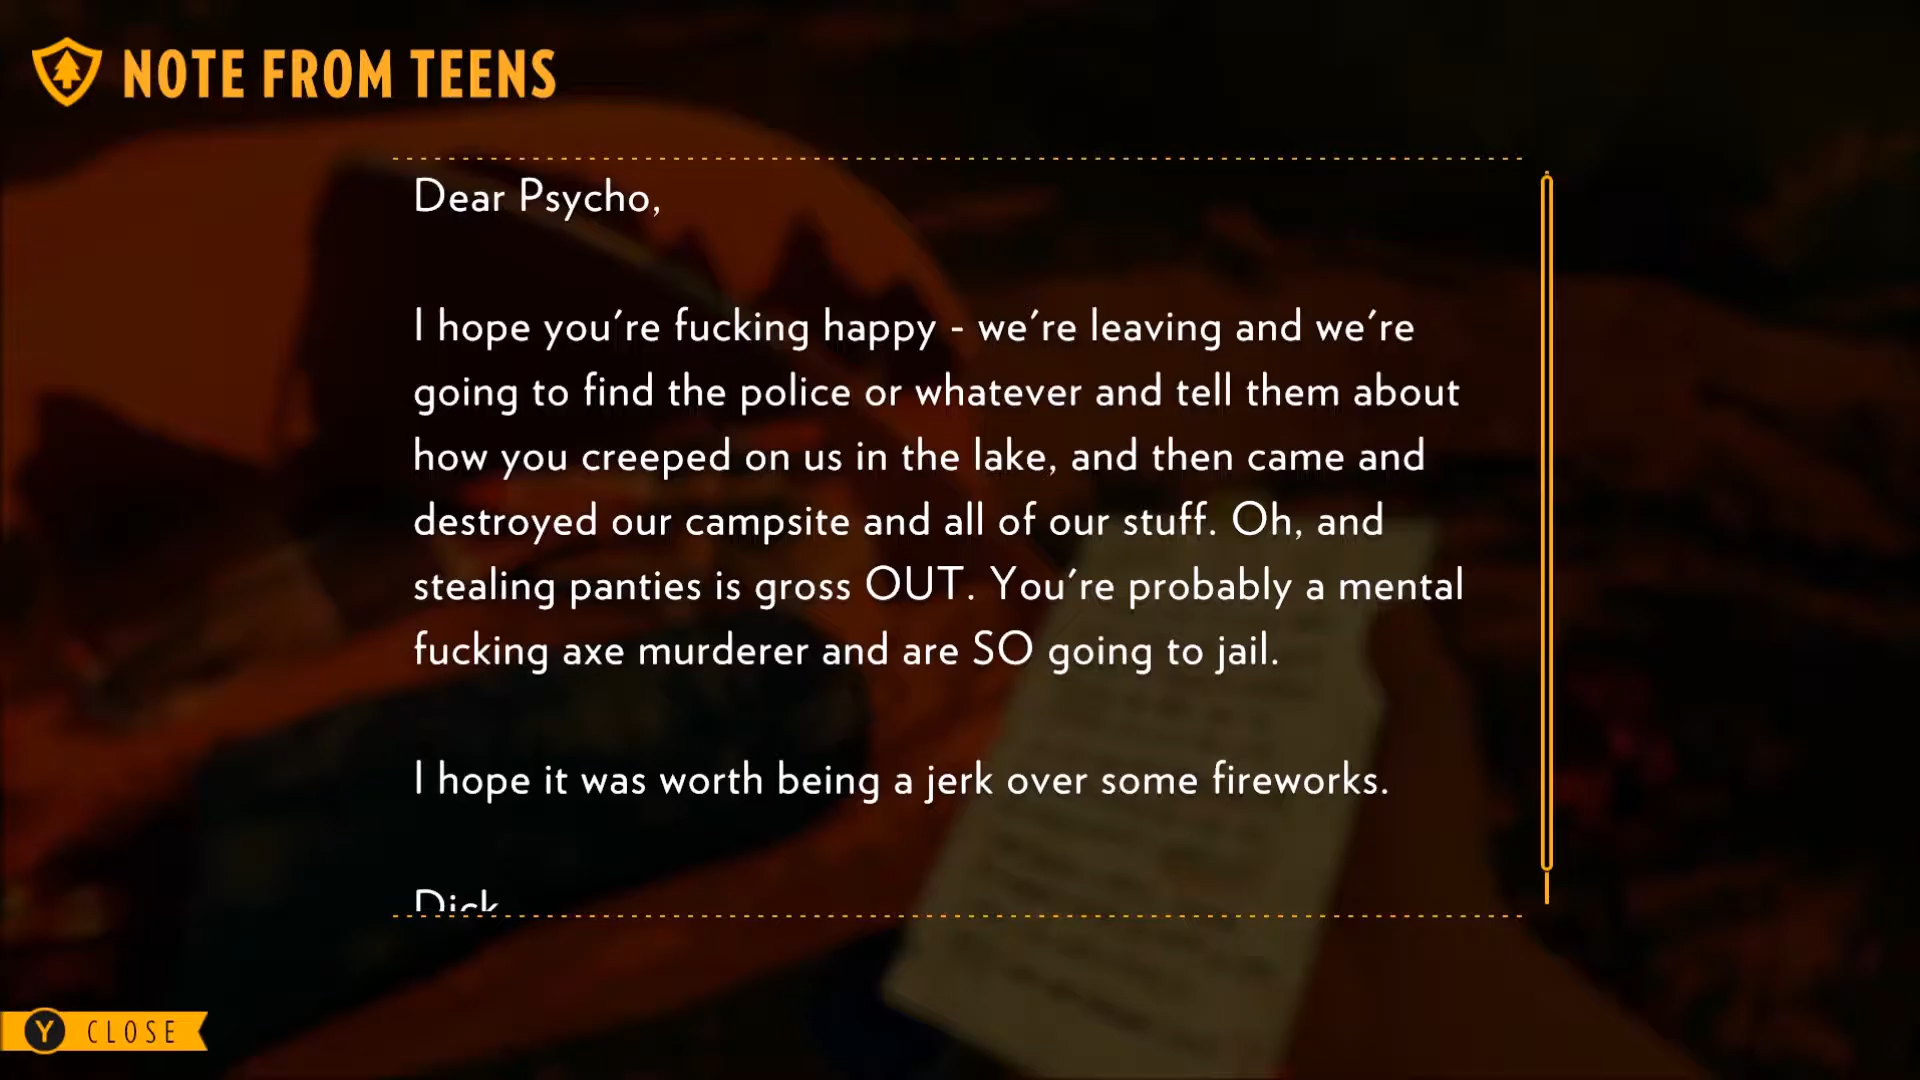 NOTE FROM TEENS
Dear Psycho,
I hope you're fucking happy - we're leaving and we're
going to find the police or whatever and tell them about
how you creeped on us in the lake, and then came and
destroyed our campsite and all of our stuff. Oh, and
stealing panties is gross OUT. You're probably a mental
fucking axe murderer and are SO going to jail.
I hope it was worth being a jerk over some fireworks.
Dick
Y CLOSE